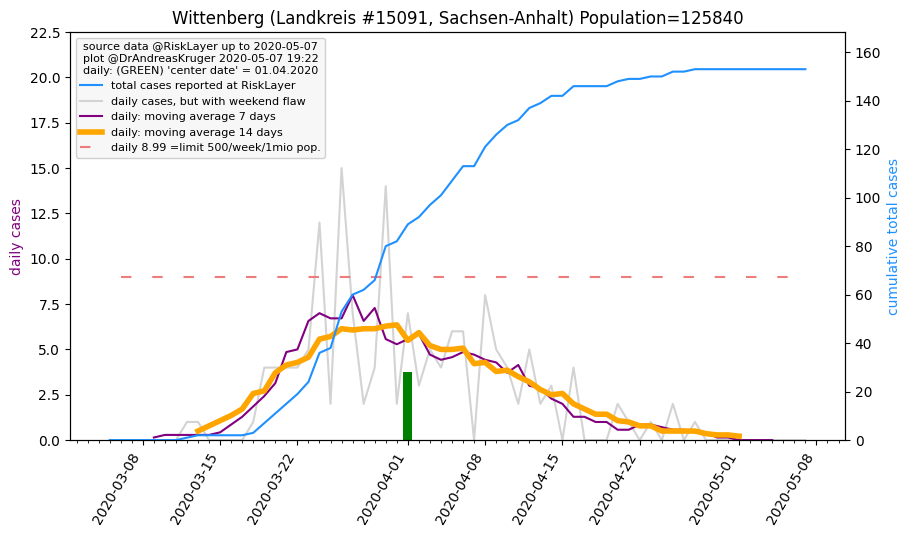 Wittenberg (Landkreis #15091, Sachsen-Anhalt) Population=125840
source data @RiskLayer up to 2020-05-07
plot @DrAndreasKruger 2020-05-07 19:22
daily: (GREEN) 'center date' = 01.04.2020
total cases reported at RiskLayer
daily cases, but with weekend flaw
daily: moving average 7 days
daily: moving average 14 days
daily 8.99 =limit 500/week/1mio pop.
daily cases
22.5
20.0
17.5
15.0
12.5
10.0
7.5
5.0
2.5
0.0
cumulative total cases
160
140
120
100
80
60
40
20
0
2020-03-08
2020-03-15
2020-03-22
2020-04-01
2020-04-08
2020-04-15
2020-04-22
2020-05-01
2020-05-08